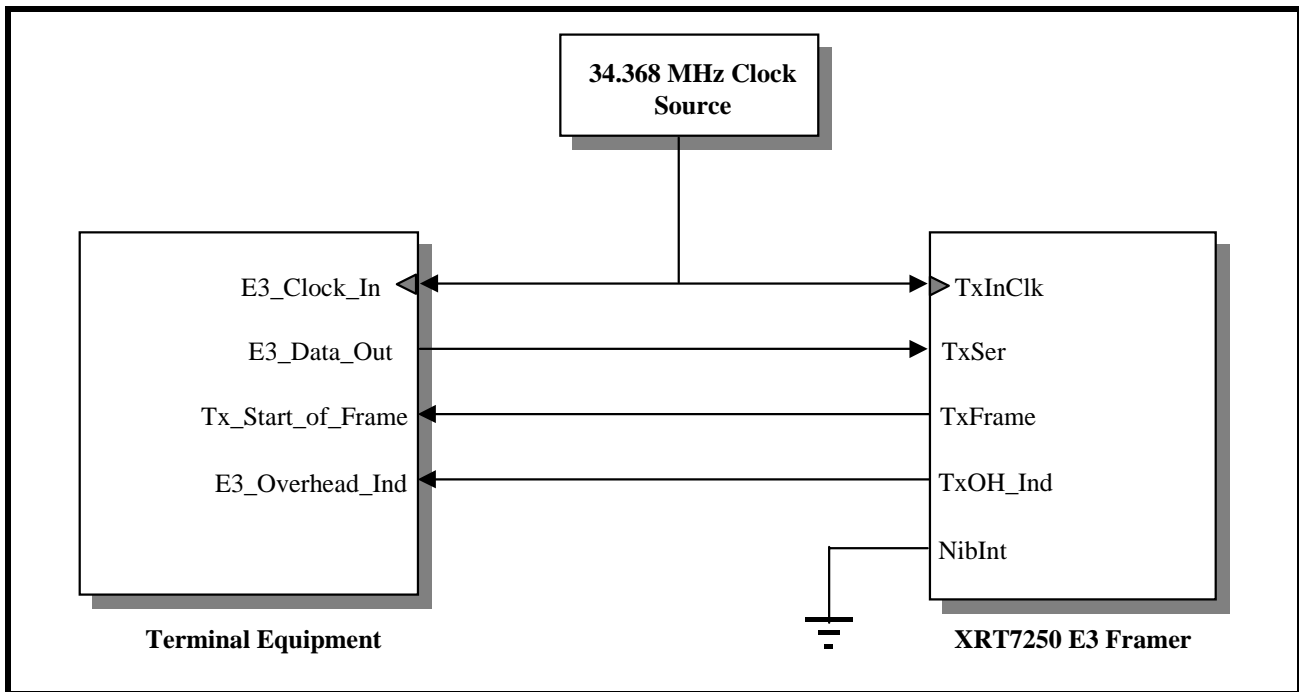 34.368 MHz Clock
Source
E3_Clock_In
TxInClk
E3_Data_Out
TxSer
Tx_Start_of_Frame
TxFrame
E3_Overhead_Ind
TxOH_Ind
NibInt
Terminal Equipment
XRT7250 E3 Framer